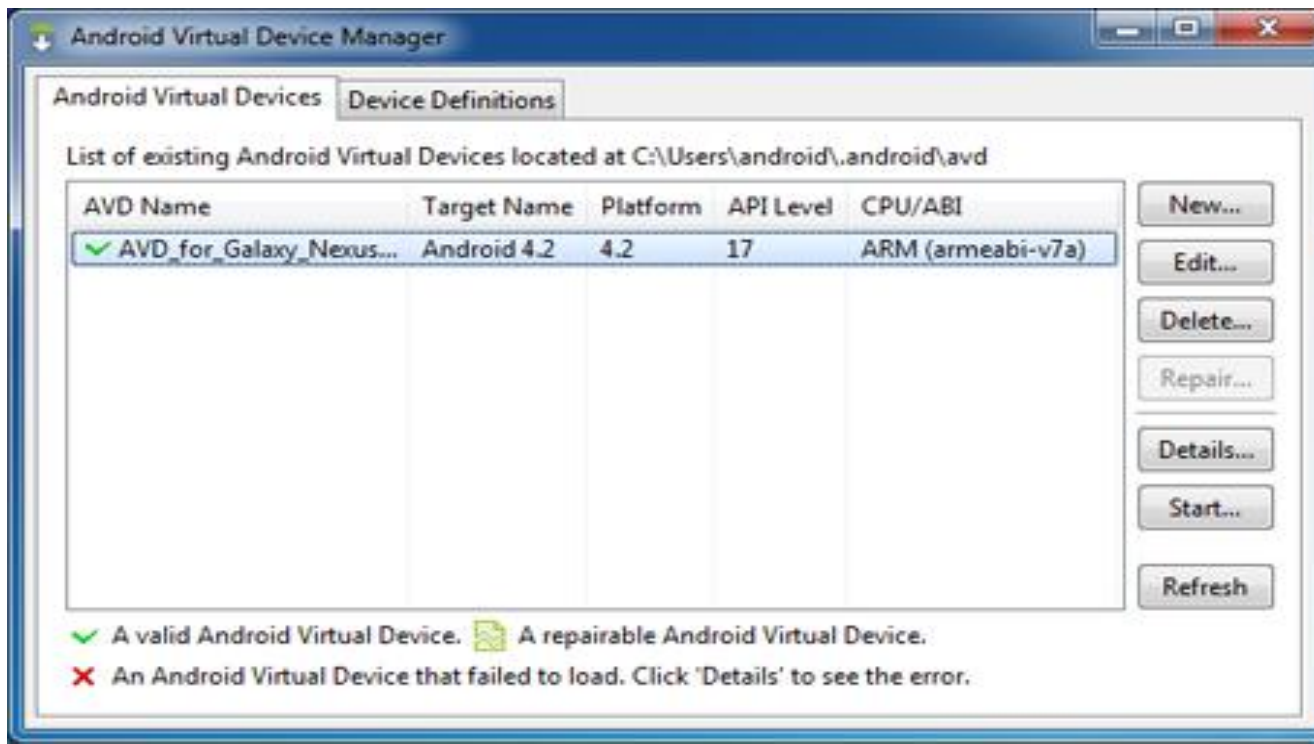 Android Virtual Device Manager
Android Virtual Devices Device Definitions
List of existing Android Virtual Devices located at C:\Users\android\.android\avd
AVD Name Target Name Platform API Level CPU/ABI
AVD_for_Galaxy_Nexus... Android 4.2 4.2 17 ARM (armeabi-v7a)
New...
Edit...
Delete...
Repair...
Details...
Start...
Refresh
A valid Android Virtual Device. A repairable Android Virtual Device.
An Android Virtual Device that failed to load. Click 'Details' to see the error.